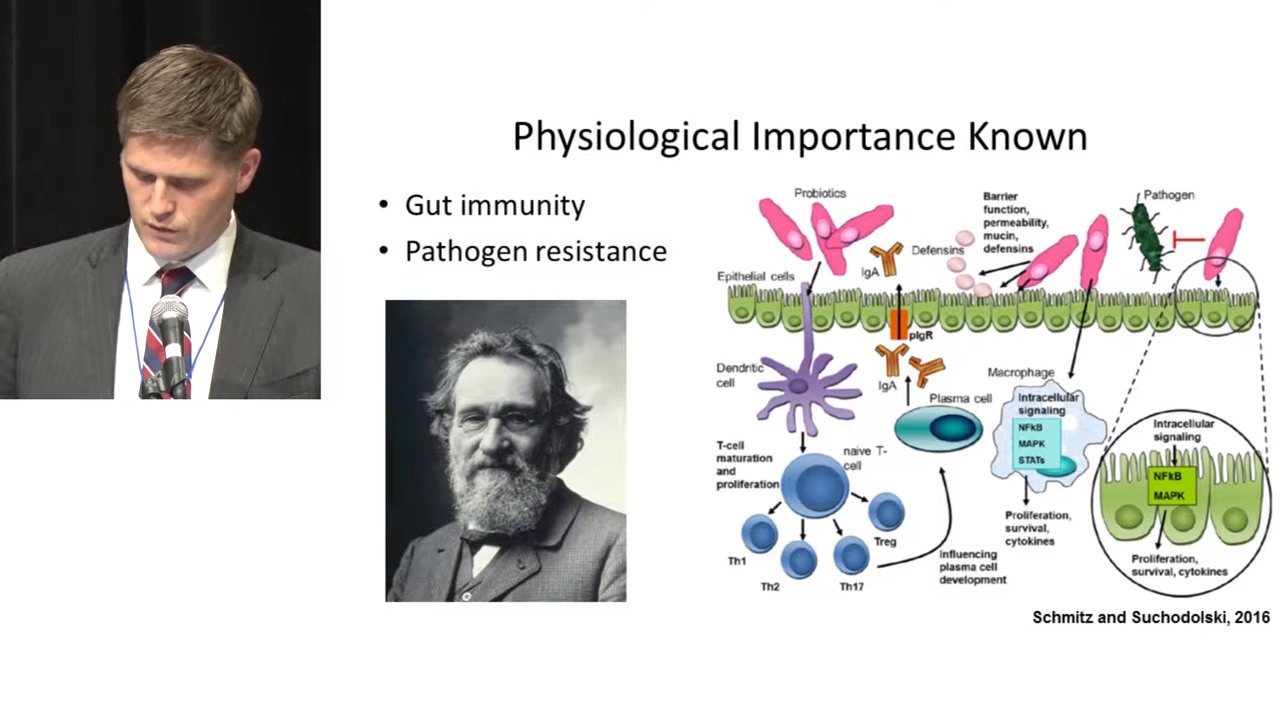 Physiological Importance Known
• Gut immunity
• Pathogen resistance
Probiotics
Barrier
function,
permeability,
mucin,
defensins
Pathogen
Defensins
IgA
Epithelial cells
pIgR
IgA
Dendritic
cell
Plasma cell
Macrophage
Intracellular
signaling
NFkB
MAPK
STATs
Intracellular
signaling
NFkB
MAPK
T-cell
maturation
and
proliferation
naive T-
cell
Treg
Th1
Th2
Th17
Influencing
plasma cell
development
Proliferation,
survival,
cytokines
Proliferation,
survival, cytokines
Schmitz and Suchodolski, 2016